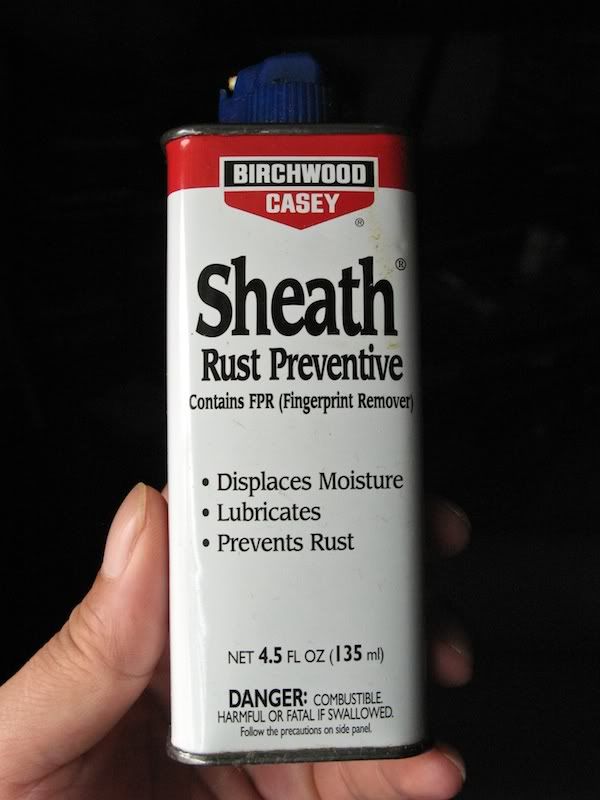 BIRCHWOOD
CASEY
®
Sheath®
Rust Preventive
Contains FPR (Fingerprint Remover)
• Displaces Moisture
• Lubricates
• Prevents Rust
NET 4.5 FL OZ (135 ml)
DANGER: COMBUSTIBLE.
HARMFUL OR FATAL IF SWALLOWED.
Follow the precautions on side panel.